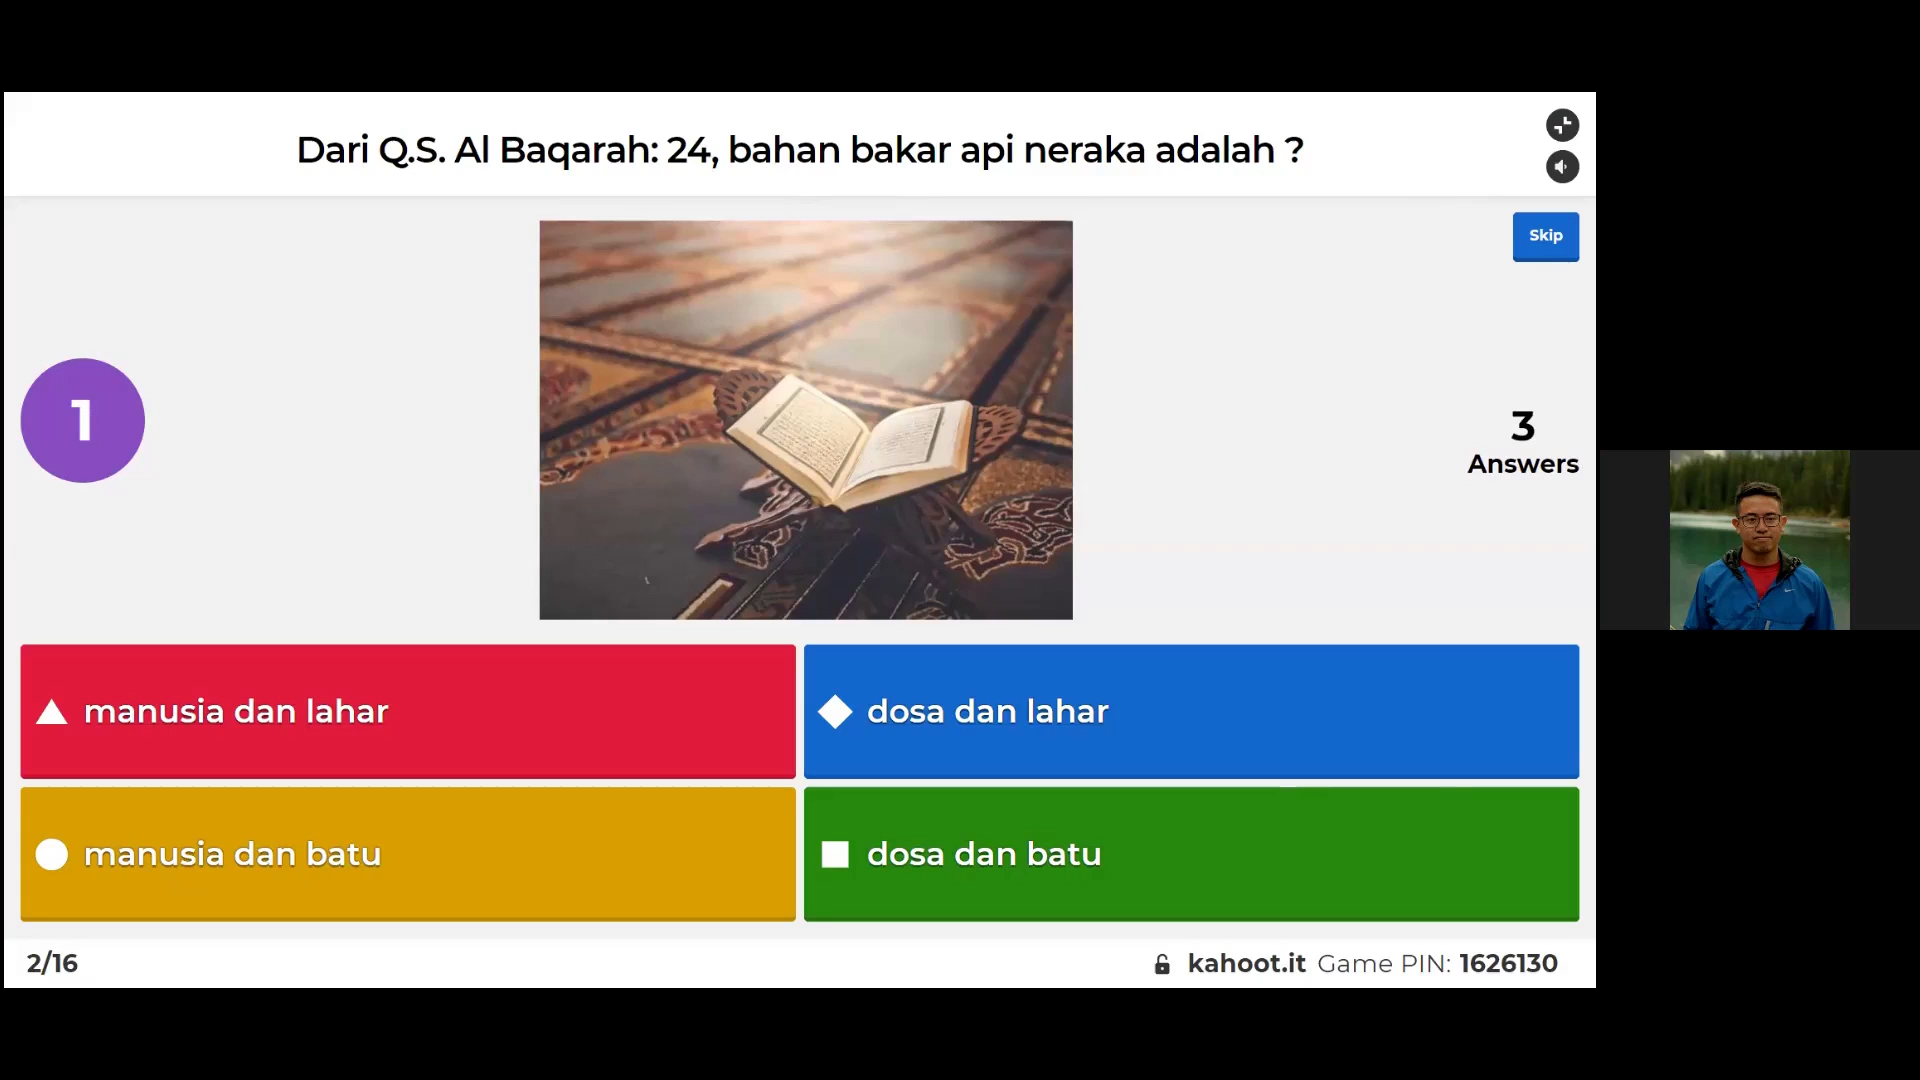 Dari Q.S. Al Baqarah: 24, bahan bakar api neraka adalah ?
Skip
1
3
Answers
manusia dan lahar
dosa dan lahar
manusia dan batu
dosa dan batu
2/16
kahoot.it Game PIN: 1626130